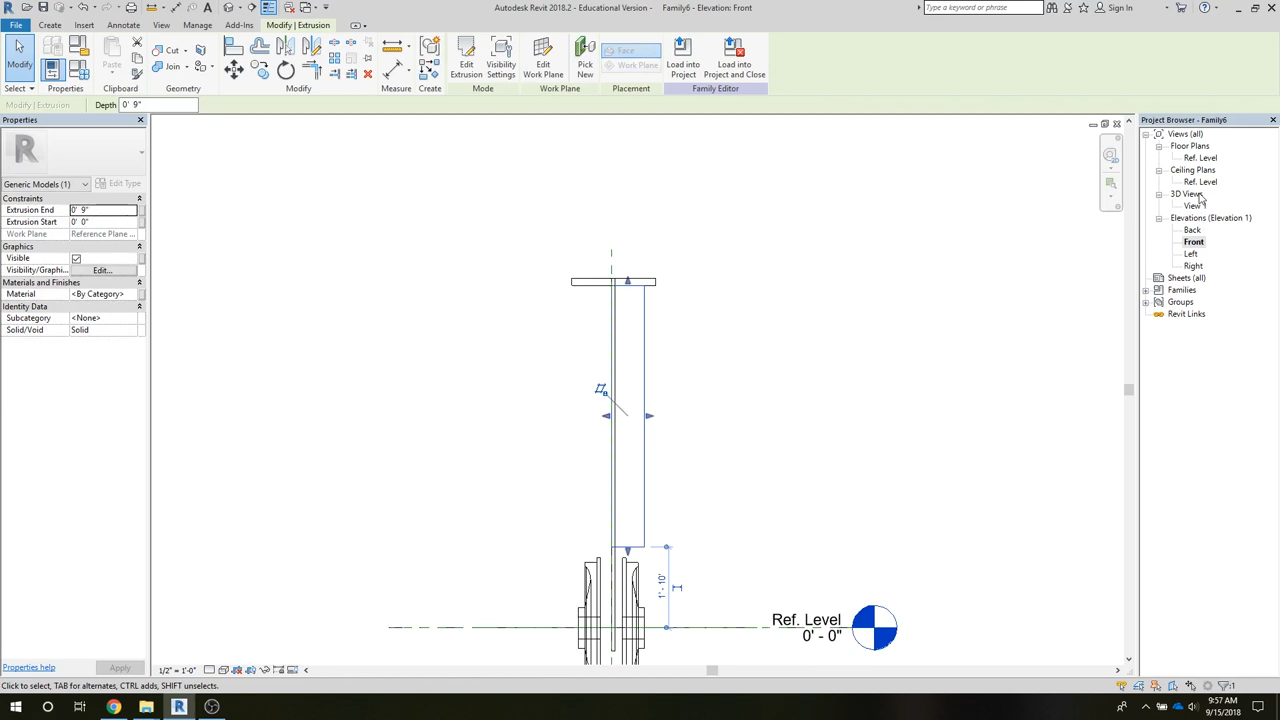 Autodesk Revit 2018.2 - Educational Version - Family6 - Elevation: Front
Type a keyword or phrase
Sign In
File Create Insert Annotate View Manage Add-Ins Modify | Extrusion
Modify
Paste
Cut
Join
Edit Extrusion
Visibility Settings
Edit Work Plane
Pick New
Face
Work Plane
Load into Project
Load into Project and Close
Select Properties Clipboard Geometry Modify Measure Create Mode Work Plane Placement Family Editor
Modify | Extrusion Depth 0' 9"
Properties
Generic Models (1) Edit Type
Constraints
Extrusion End 0' 9"
Extrusion Start 0' 0"
Work Plane Reference Plane ...
Graphics
Visible
Visibility/Graphi... Edit...
Materials and Finishes
Material <By Category>
Identity Data
Subcategory <None>
Solid/Void Solid
Properties help Apply
1' - 10"
Ref. Level
0' - 0"
Project Browser - Family6
Views (all)
Floor Plans
Ref. Level
Ceiling Plans
Ref. Level
3D Views
View
Elevations (Elevation 1)
Back
Front
Left
Right
Sheets (all)
Families
Groups
Revit Links
1/2" = 1'-0"
Click to select, TAB for alternates, CTRL adds, SHIFT unselects.
:1
9:57 AM
9/15/2018